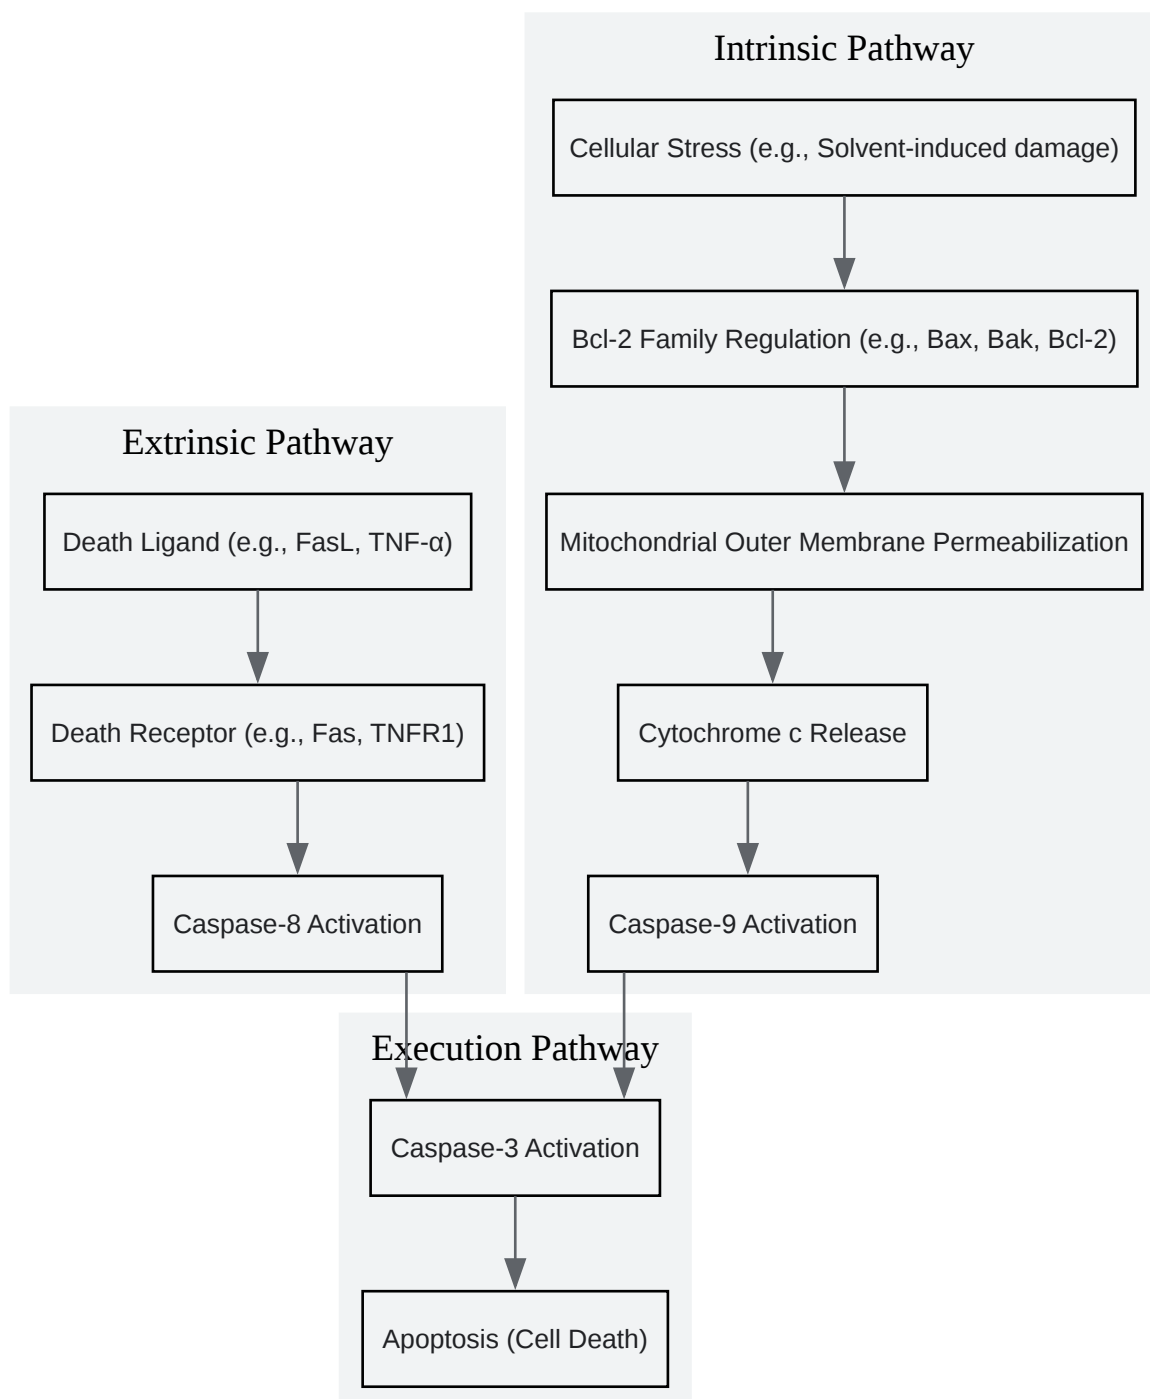 Intrinsic Pathway
Cellular Stress (e.g., Solvent-induced damage)
Bcl-2 Family Regulation (e.g., Bax, Bak, Bcl-2)
Mitochondrial Outer Membrane Permeabilization
Cytochrome c Release
Caspase-9 Activation
Extrinsic Pathway
Death Ligand (e.g., FasL, TNF-α)
Death Receptor (e.g., Fas, TNFR1)
Caspase-8 Activation
Execution Pathway
Caspase-3 Activation
Apoptosis (Cell Death)